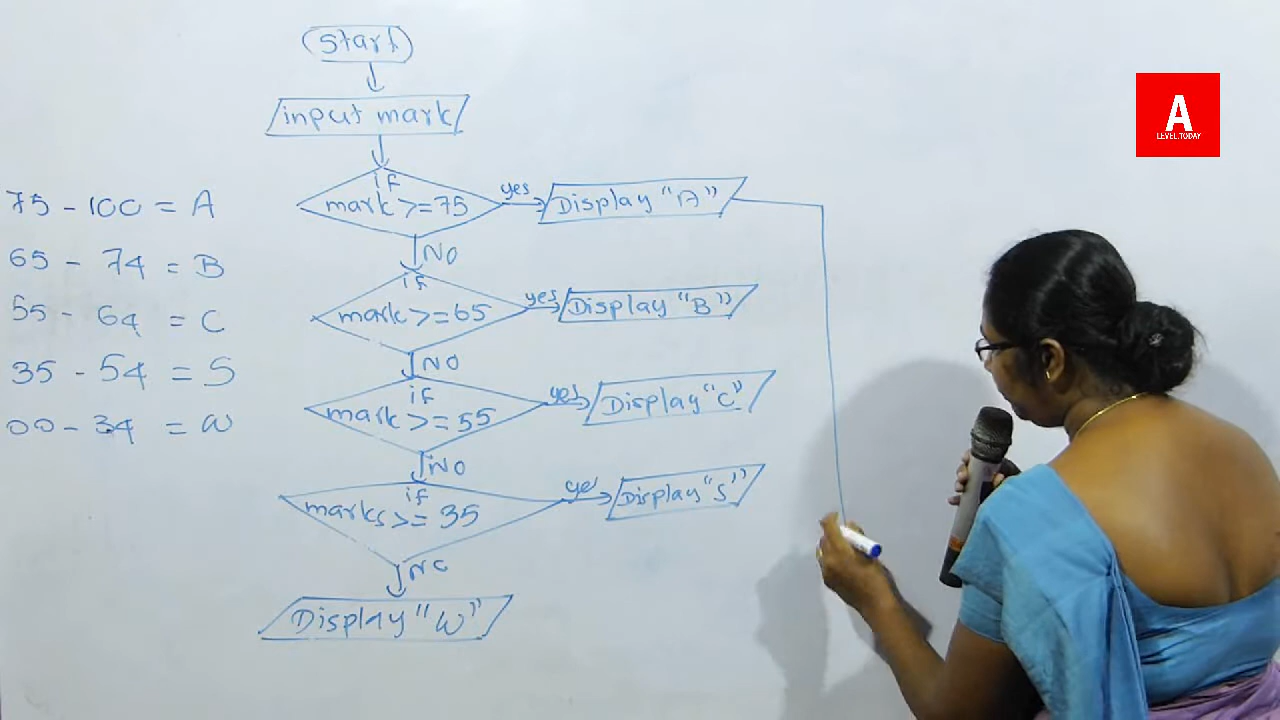 Start
input mark
if
mark >=75
yes
Display "A"
NO
if
mark >=65
yes
Display "B"
NO
if
mark >= 55
yes
Display "C"
NO
if
marks >= 35
yes
Display "S"
NO
Display "W"
75 - 100 = A
65 - 74 = B
55 - 64 = C
35 - 54 = S
00 - 34 = W
A
LEVEL.TODAY